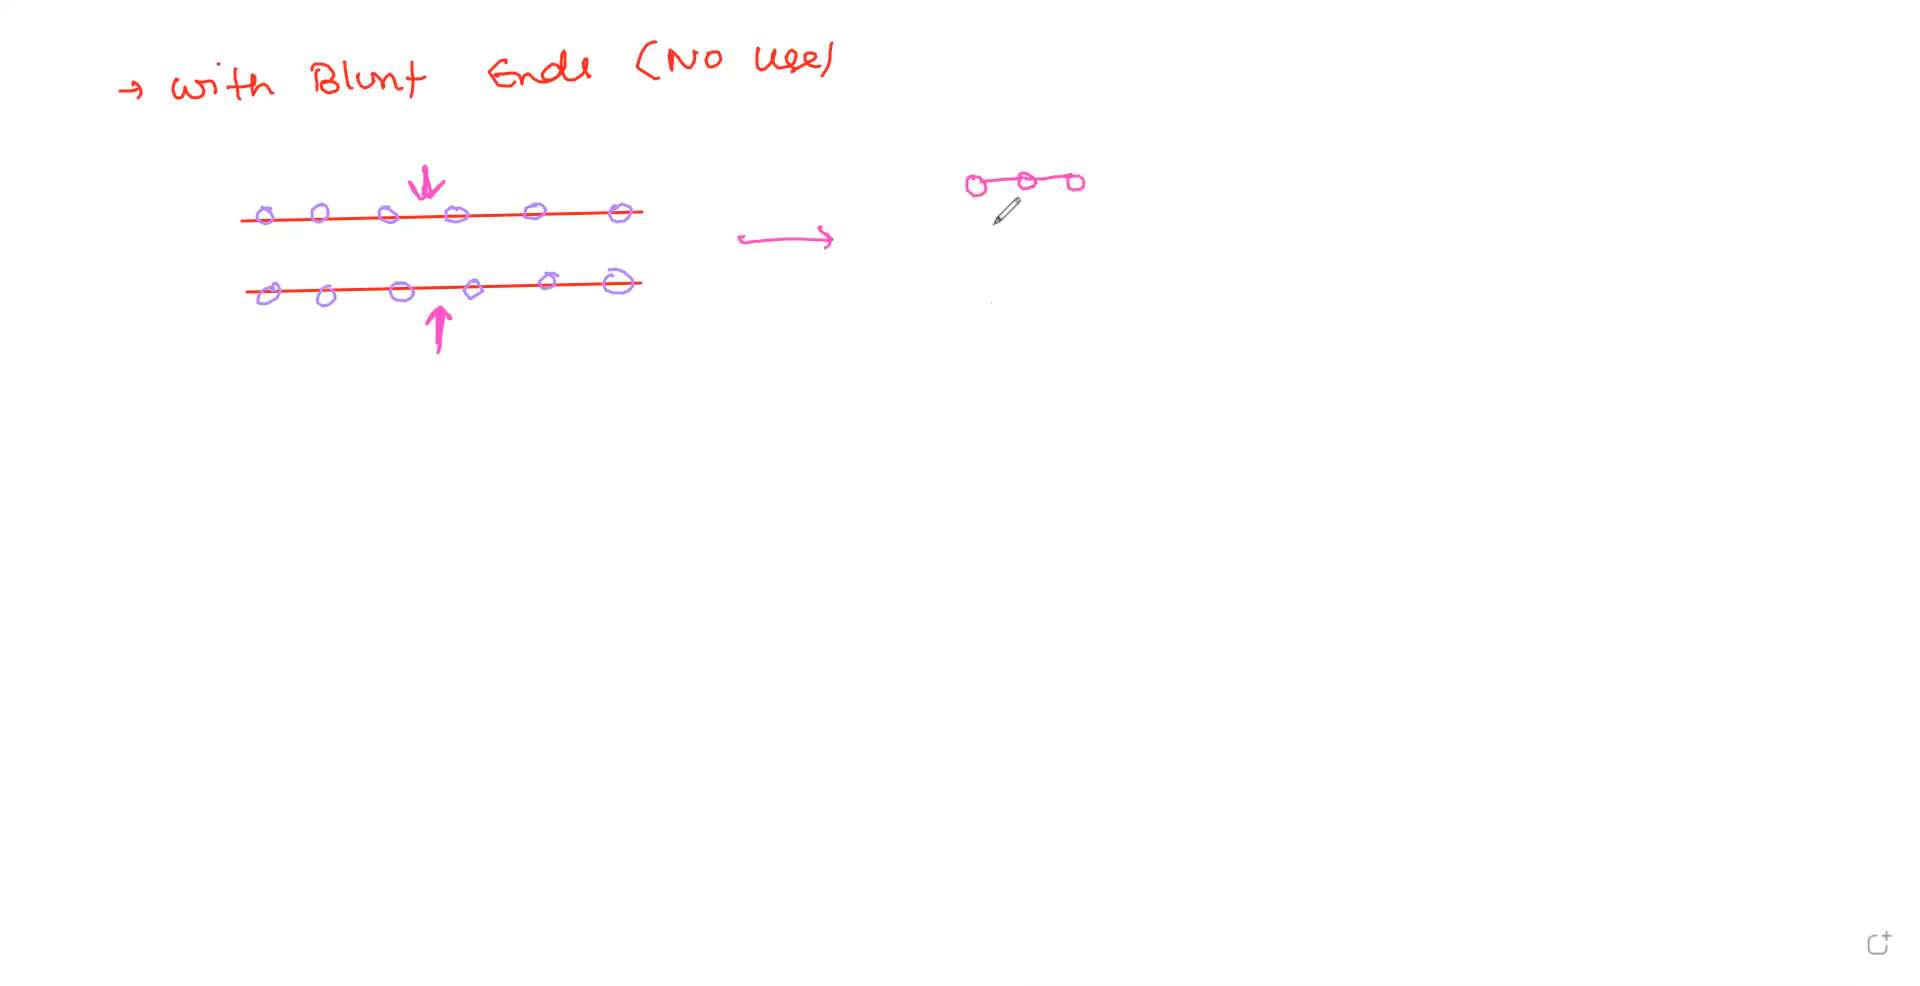 → with Blunt Ends (No use)